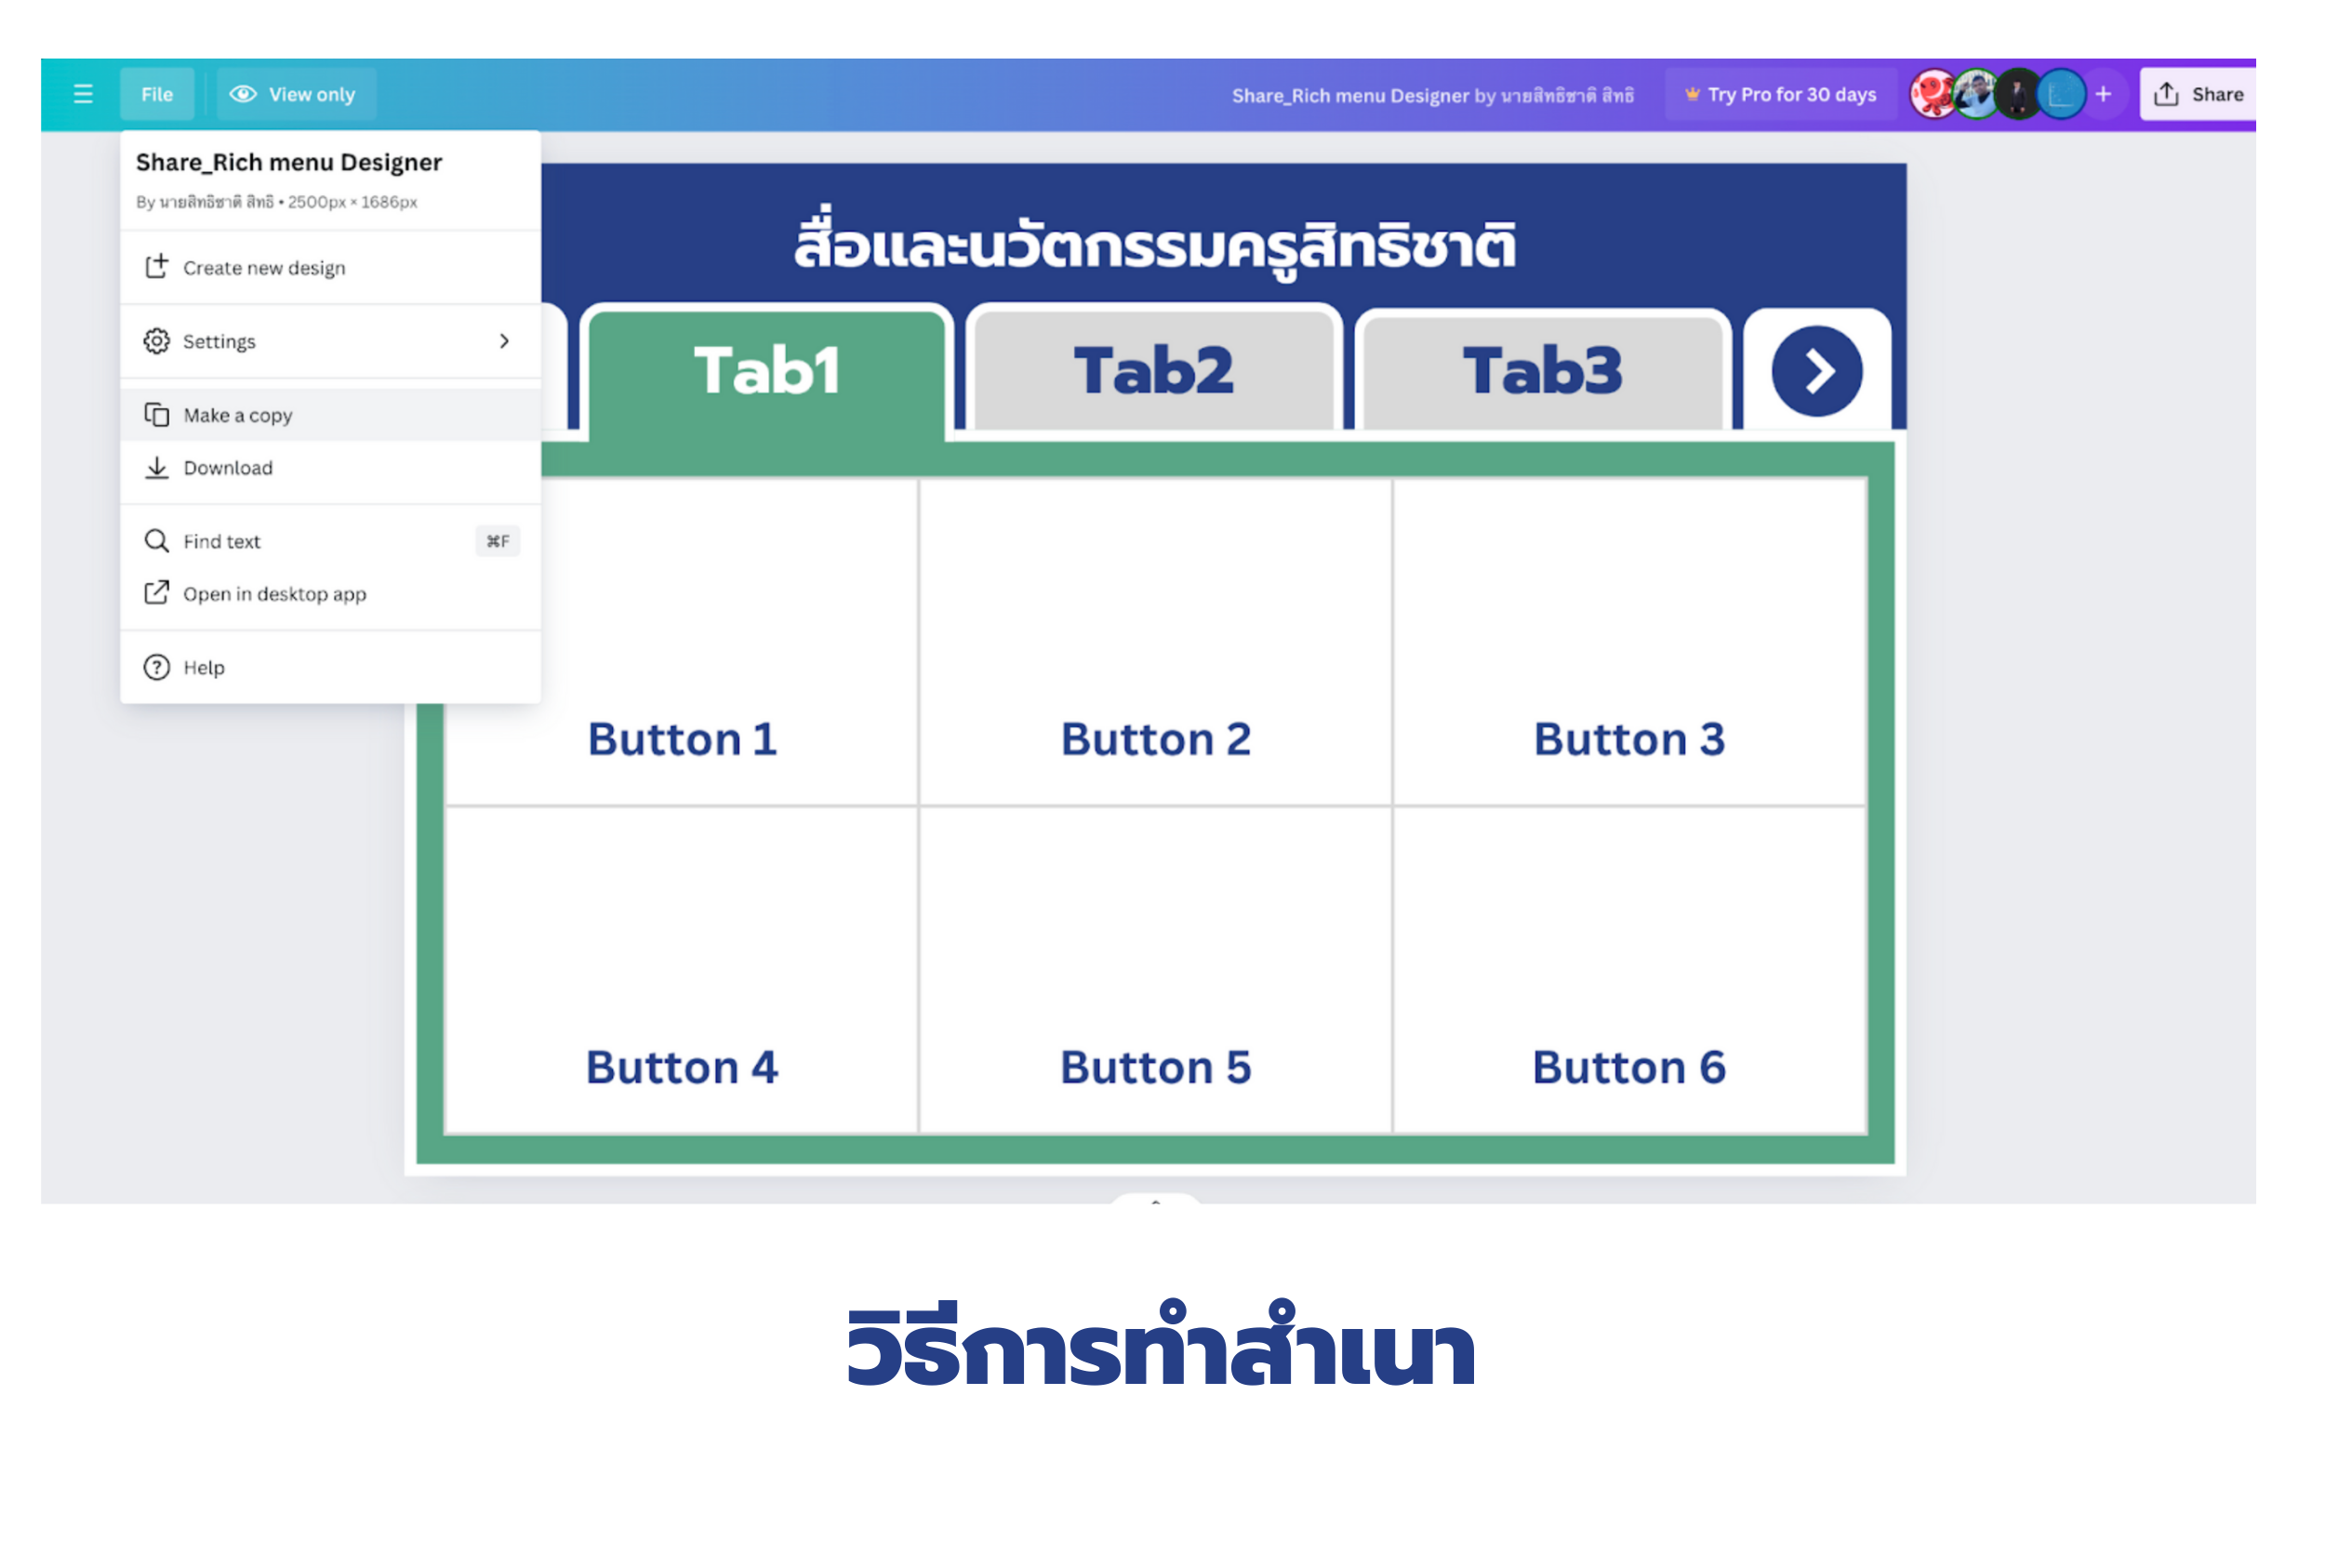 File
View only
Share_Rich menu Designer by นายสิทธิชาติ สิทธิ
Try Pro for 30 days
+
Share
Share_Rich menu Designer
By นายสิทธิชาติ สิทธิ • 2500px × 1686px
Create new design
Settings
Make a copy
Download
Find text ⌘F
Open in desktop app
Help
สื่อและนวัตกรรมครูสิทธิชาติ
Tab1 Tab2 Tab3
Button 1 Button 2 Button 3
Button 4 Button 5 Button 6
วิธีการทำสำเนา